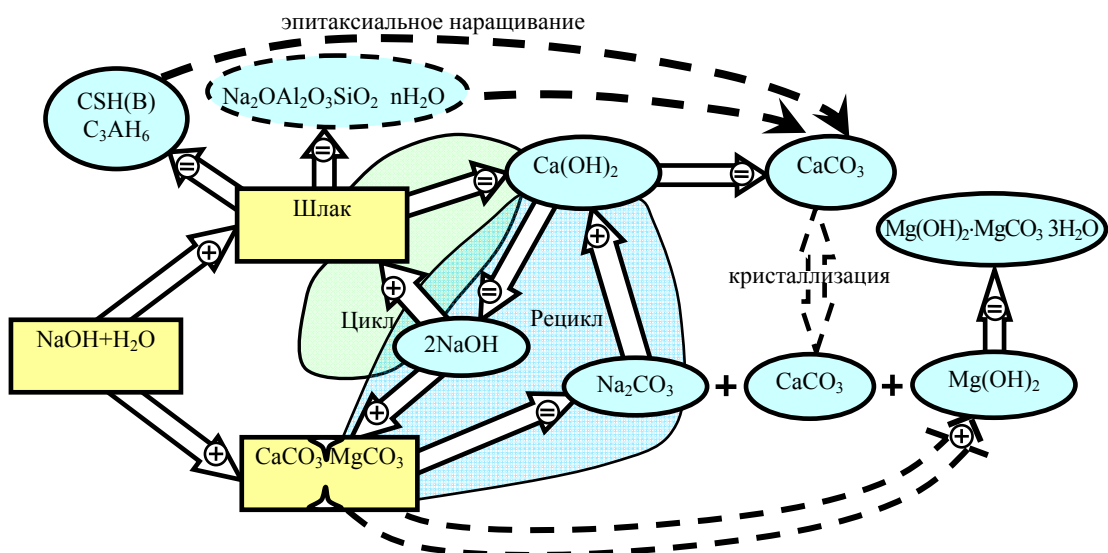 эпитаксиальное наращивание
CSH(B)
C₃AH₆
Na₂OAl₂O₃SiO₂ nH₂O
=
=
=
Ca(OH)₂
=
CaCO₃
Шлак
Mg(OH)₂·MgCO₃ 3H₂O
+
+
+
кристаллизация
=
=
Цикл
Рецикл
NaOH+H₂O
2NaOH
Na₂CO₃
+
CaCO₃
+
Mg(OH)₂
+
=
+
+
CaCO₃ MgCO₃